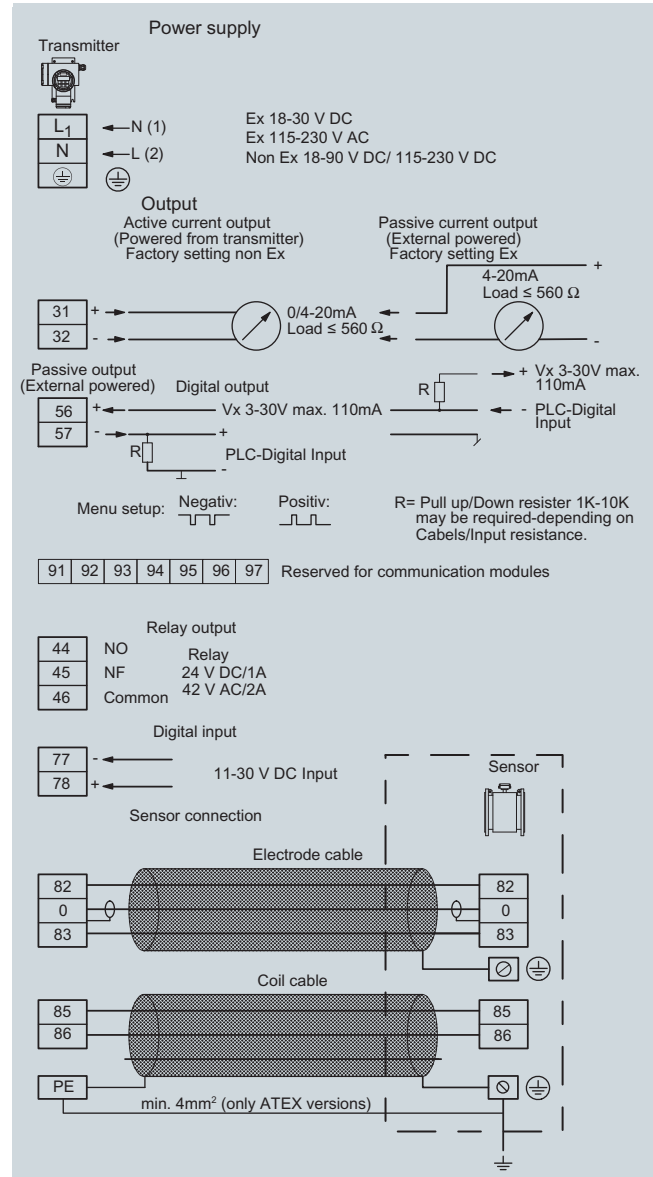 Power supply
Transmitter
L1 N (1)
N L (2)
Ex 18-30 V DC
Ex 115-230 V AC
Non Ex 18-90 V DC/ 115-230 V DC
Output
Active current output
(Powered from transmitter)
Factory setting non Ex
Passive current output
(External powered)
Factory setting Ex
+
4-20mA
Load ≤ 560 Ω
31 +
32 -
0/4-20mA
Load ≤ 560 Ω
-
Passive output
(External powered)
Digital output
R
+ Vx 3-30V max.
110mA
56 + Vx 3-30V max. 110mA
- PLC-Digital
Input
57 - +
R
PLC-Digital Input
-
Menu setup:
Negativ:
Positiv:
R= Pull up/Down resister 1K-10K
may be required-depending on
Cabels/Input resistance.
91 92 93 94 95 96 97 Reserved for communication modules
Relay output
44 NO
45 NF
46 Common
Relay
24 V DC/1A
42 V AC/2A
Digital input
77 -
78 +
11-30 V DC Input
Sensor
Sensor connection
Electrode cable
82 82
0 0
83 83
Coil cable
85 85
86 86
PE
min. 4mm² (only ATEX versions)